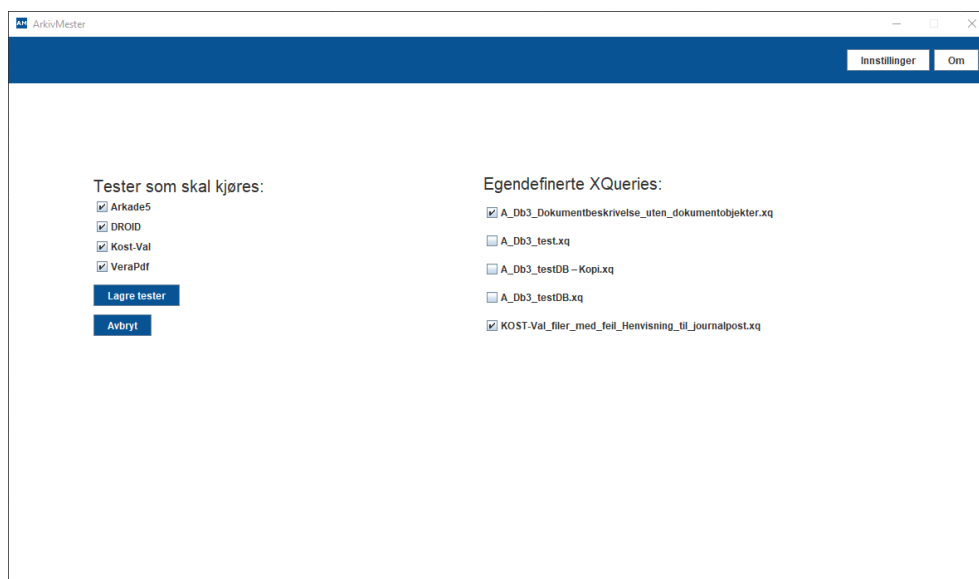 AM ArkivMester
Innstillinger Om
Tester som skal kjøres:
Arkade5
DROID
Kost-Val
VeraPdf
Lagre tester
Avbryt
Egendefinerte XQueries:
A_Db3_Dokumentbeskrivelse_uten_dokumentobjekter.xq
A_Db3_test.xq
A_Db3_testDB – Kopi.xq
A_Db3_testDB.xq
KOST-Val_filer_med_feil_Henvisning_til_journalpost.xq